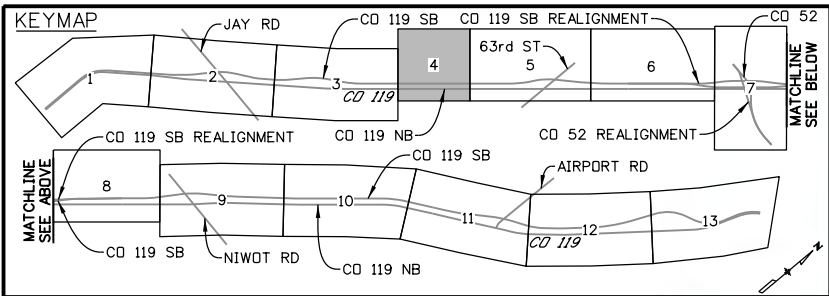 KEYMAP
JAY RD
CO 119 SB
CO 119 SB REALIGNMENT
CO 52
63rd ST
1
2
3
4
5
6
7
CO 119
CO 119 NB
CO 52 REALIGNMENT
MATCHLINE
SEE BELOW
CO 119 SB REALIGNMENT
CO 119 SB
AIRPORT RD
MATCHLINE
SEE ABOVE
8
9
10
11
12
13
CO 119
CO 119 SB
NIWOT RD
CO 119 NB
N